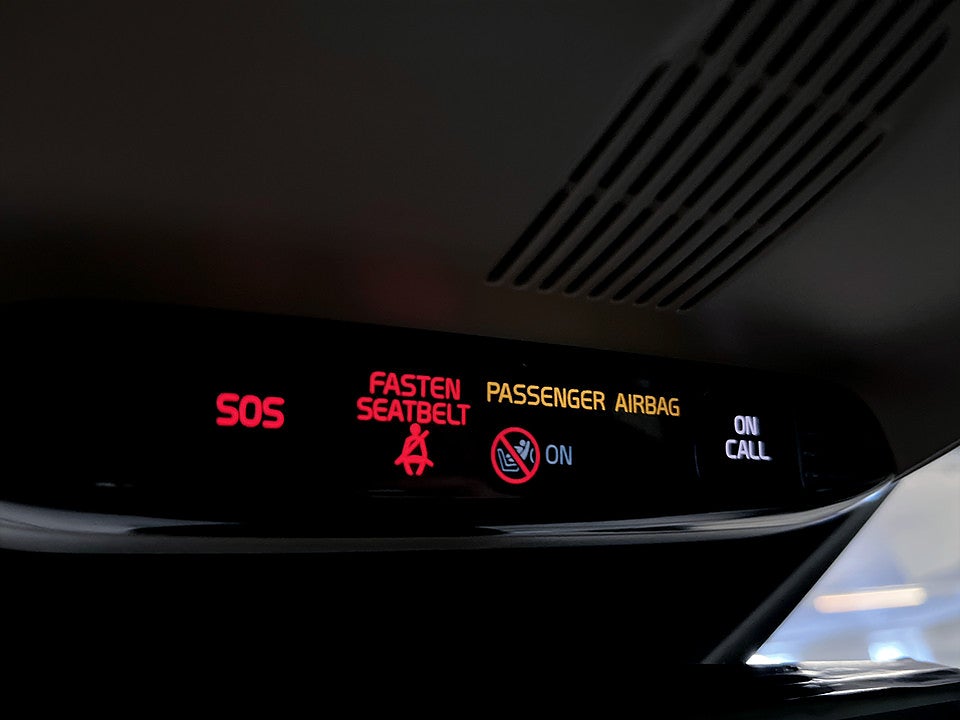 SOS
FASTEN
SEATBELT
PASSENGER AIRBAG
ON
ON
CALL